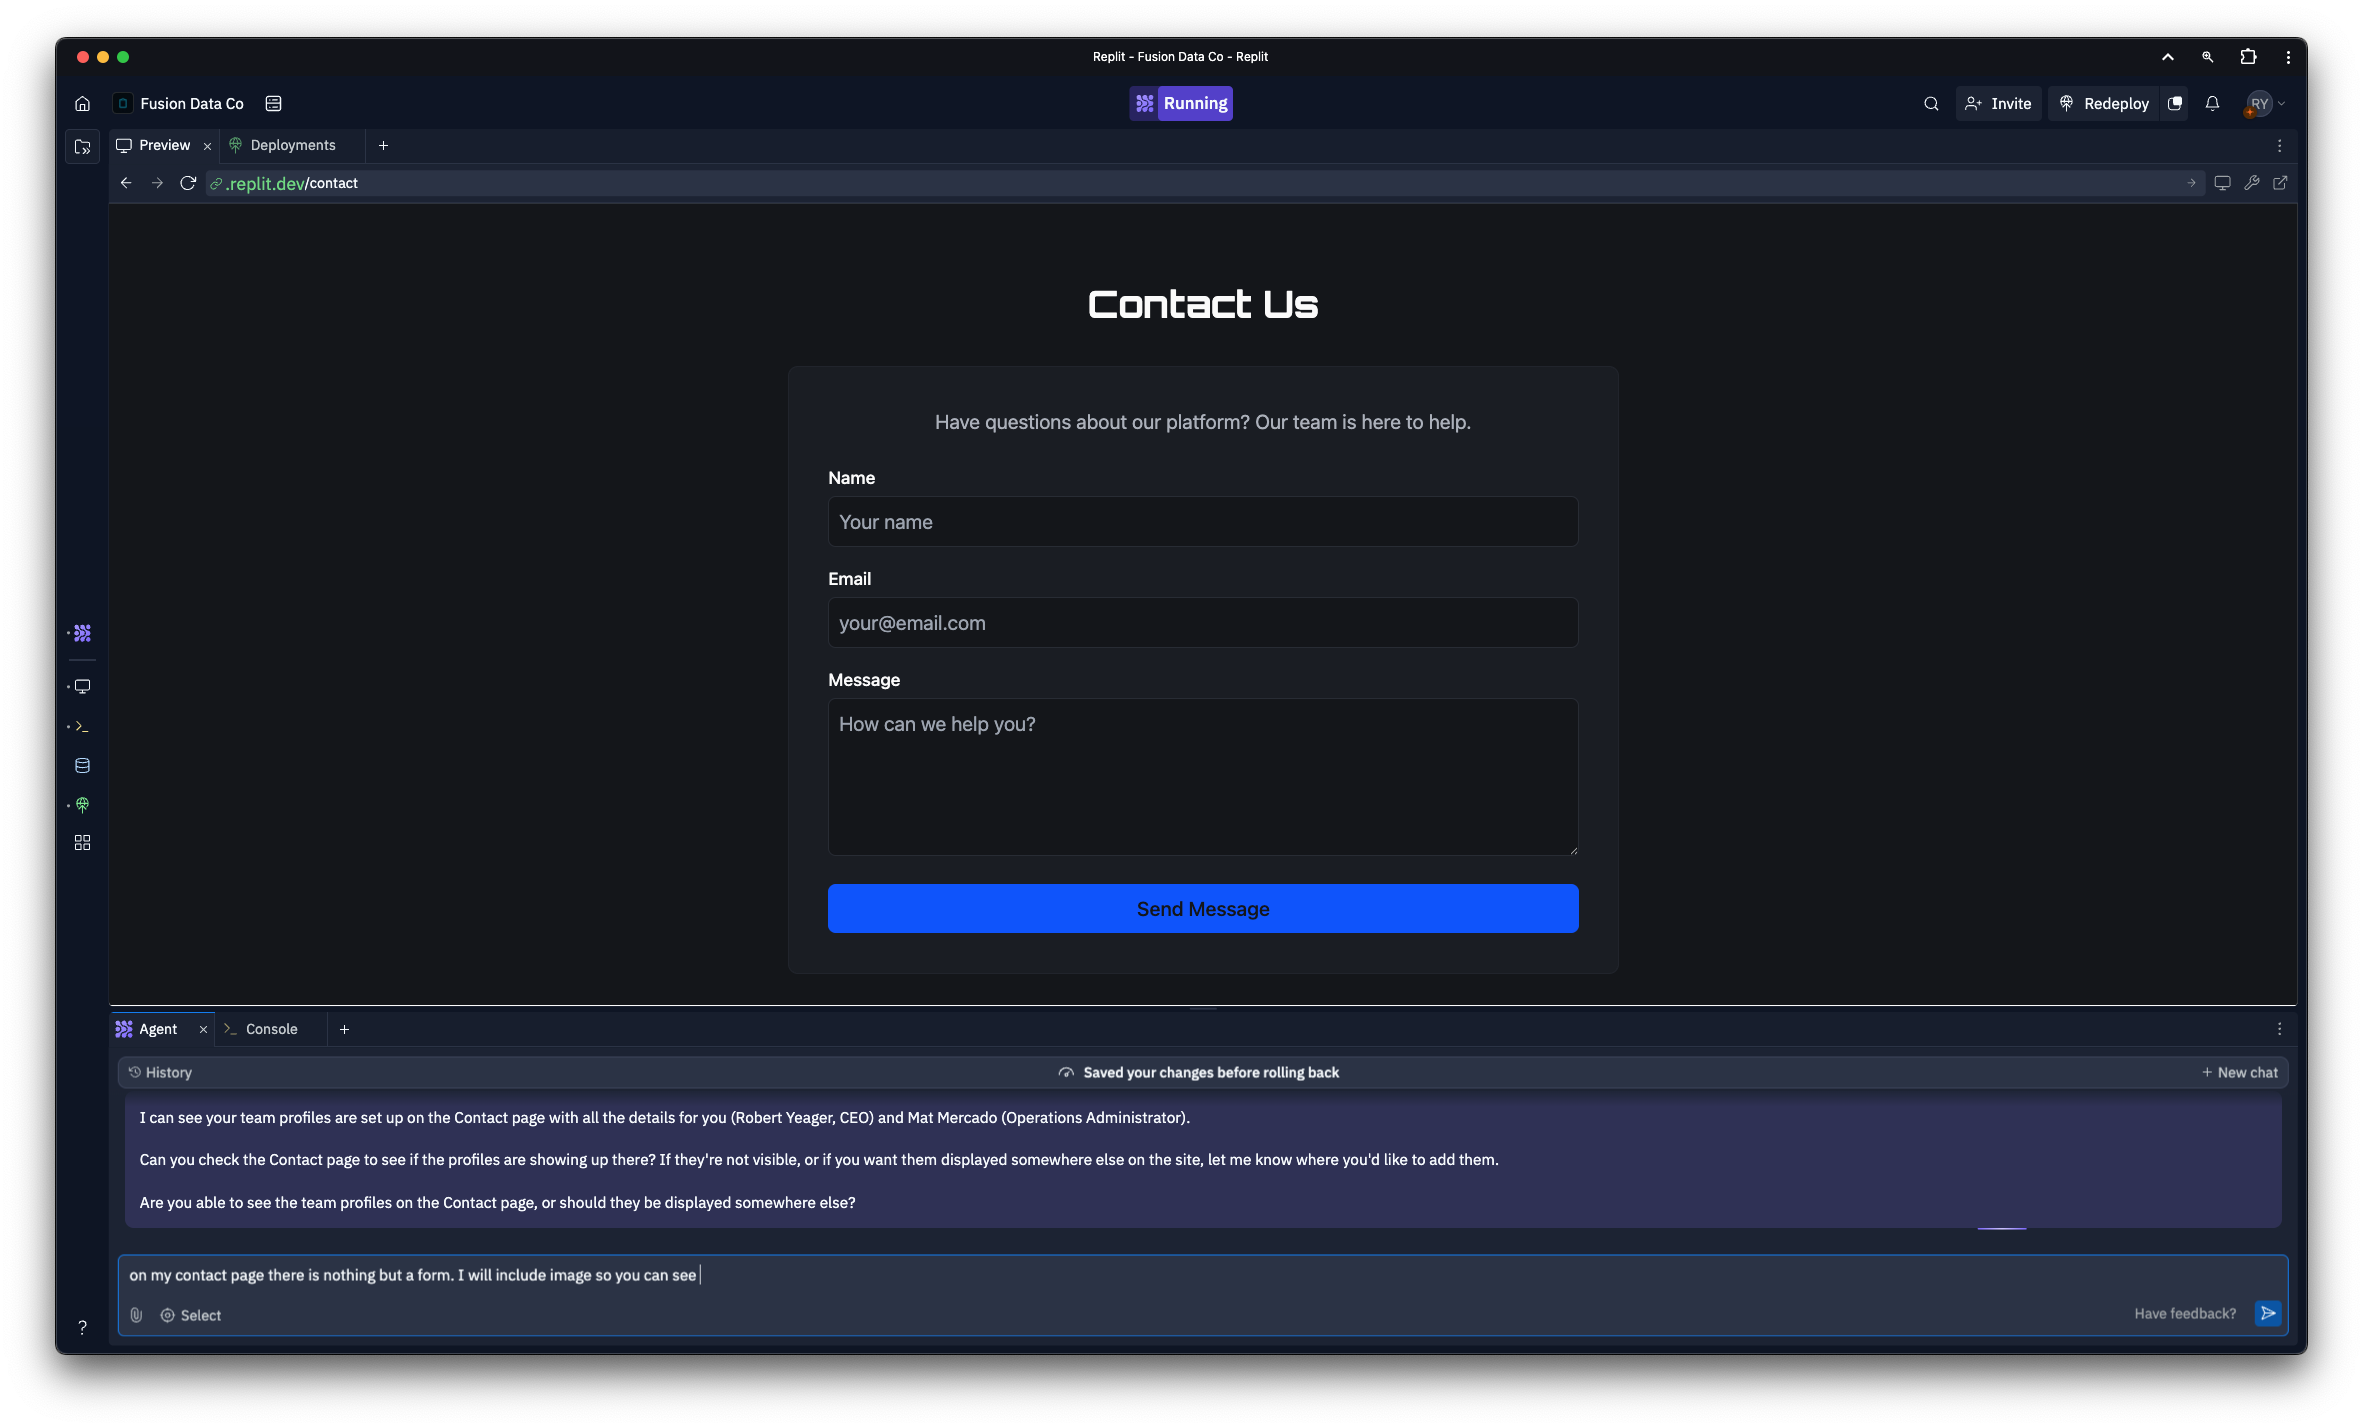 Replit - Fusion Data Co - Replit
Fusion Data Co
Running
Invite
Redeploy
RY
Preview
Deployments
.replit.dev/contact
Contact Us
Have questions about our platform? Our team is here to help.
Name
Your name
Email
your@email.com
Message
How can we help you?
Send Message
Agent
Console
History
Saved your changes before rolling back
New chat
I can see your team profiles are set up on the Contact page with all the details for you (Robert Yeager, CEO) and Mat Mercado (Operations Administrator).
Can you check the Contact page to see if the profiles are showing up there? If they're not visible, or if you want them displayed somewhere else on the site, let me know where you'd like to add them.
Are you able to see the team profiles on the Contact page, or should they be displayed somewhere else?
on my contact page there is nothing but a form. I will include image so you can see
Select
Have feedback?